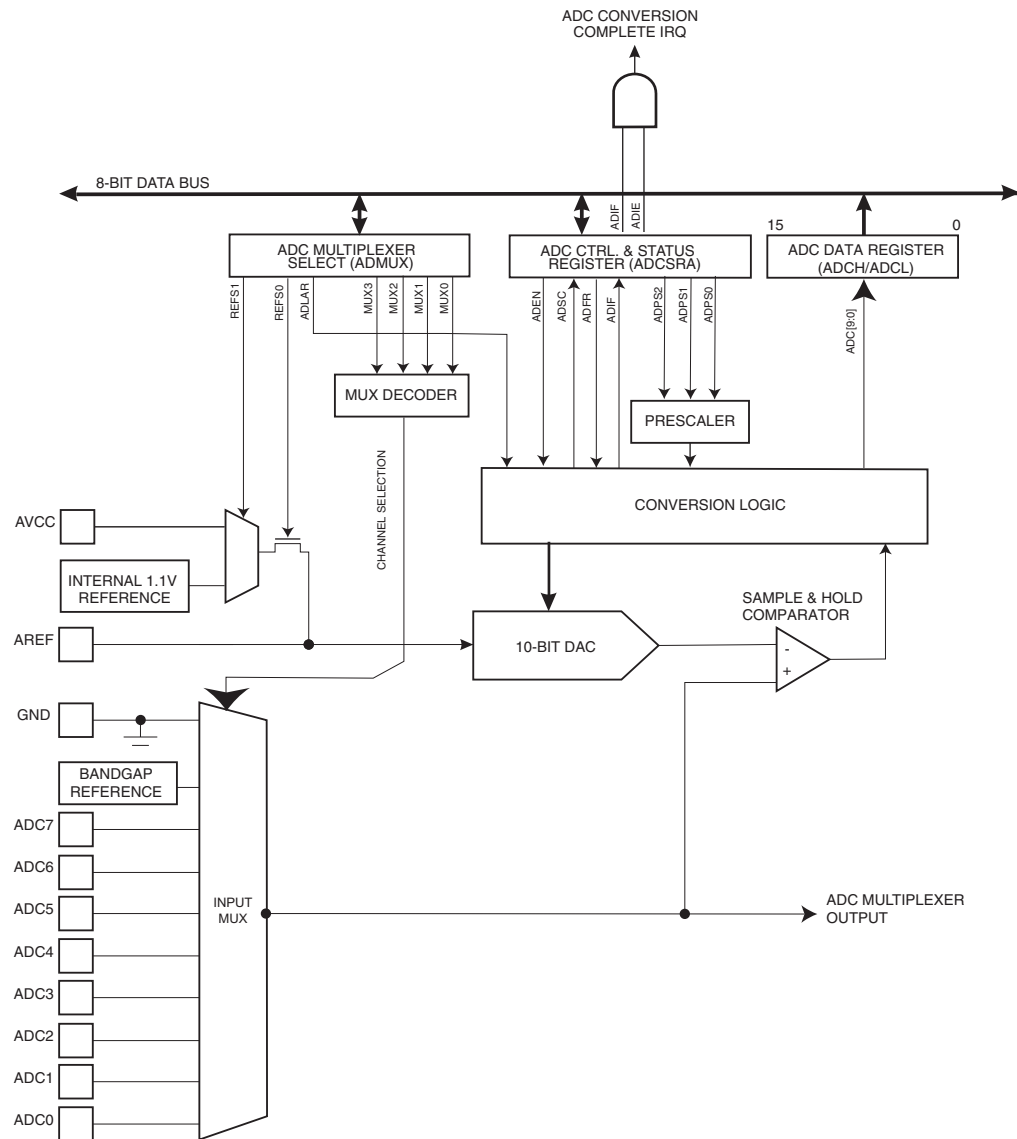 ADC CONVERSION
COMPLETE IRQ
8-BIT DATA BUS
ADIF
ADIE
15
0
ADC MULTIPLEXER
SELECT (ADMUX)
ADC CTRL. & STATUS
REGISTER (ADCSRA)
ADC DATA REGISTER
(ADCH/ADCL)
REFS1
REFS0
ADLAR
MUX3
MUX2
MUX1
MUX0
ADEN
ADSC
ADFR
ADIF
ADPS2
ADPS1
ADPS0
ADC[9:0]
MUX DECODER
PRESCALER
CHANNEL SELECTION
CONVERSION LOGIC
AVCC
INTERNAL 1.1V
REFERENCE
SAMPLE & HOLD
COMPARATOR
AREF
10-BIT DAC
-
+
GND
BANDGAP
REFERENCE
ADC7
ADC6
ADC5
INPUT
MUX
ADC MULTIPLEXER
OUTPUT
ADC4
ADC3
ADC2
ADC1
ADC0